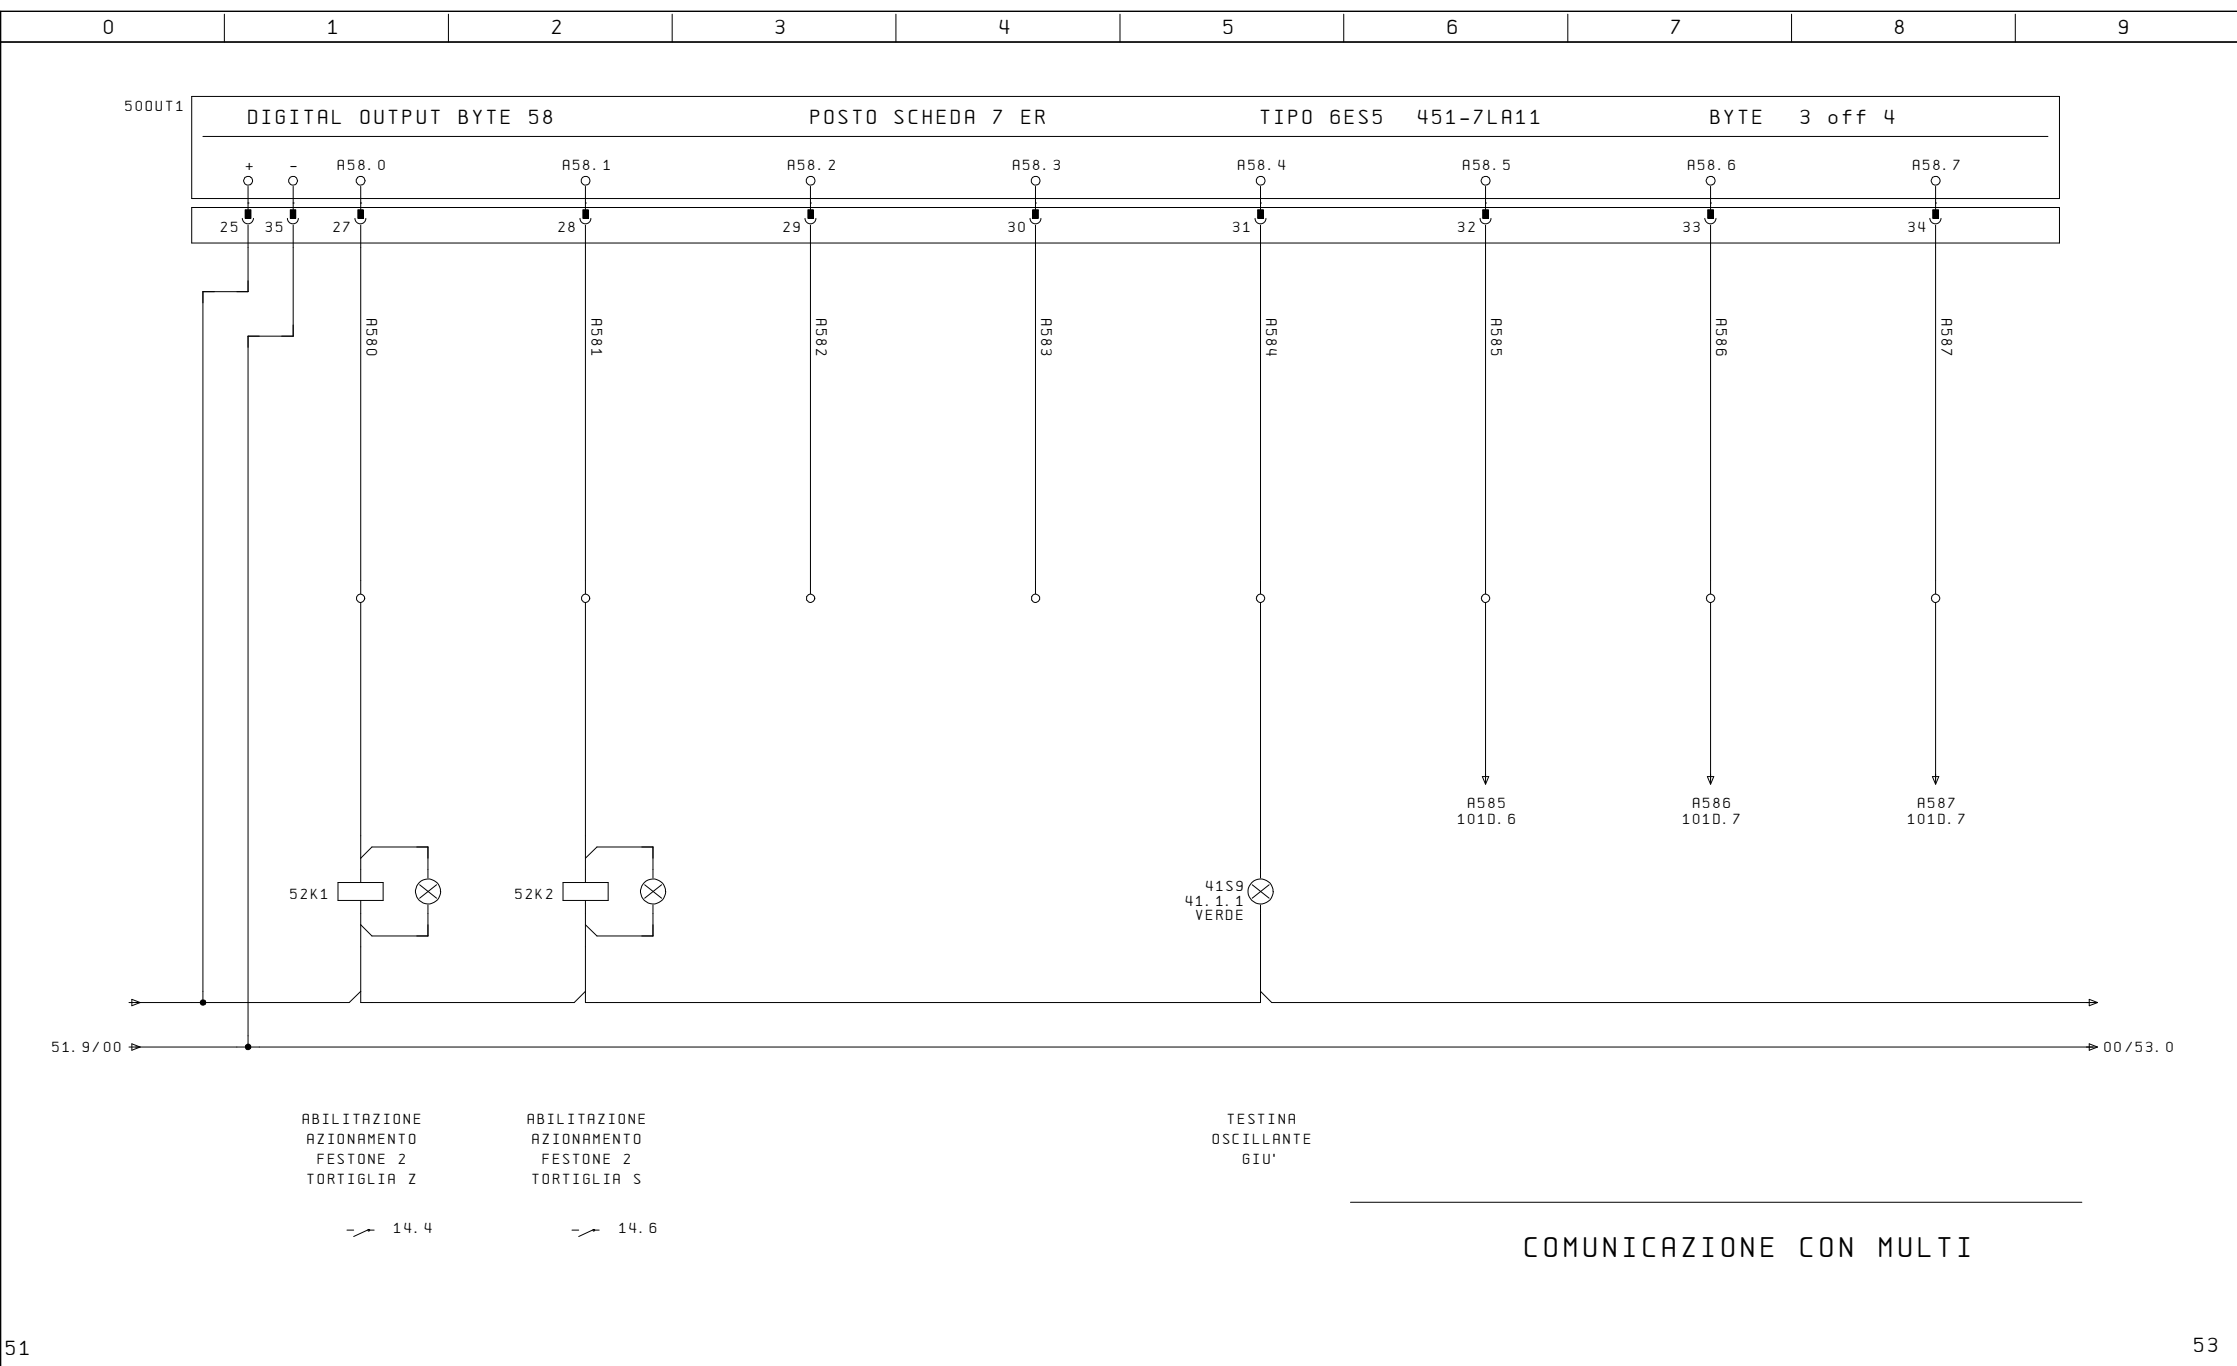 0 1 2 3 4 5 6 7 8 9
50OUT1
DIGITAL OUTPUT BYTE 58 POSTO SCHEDA 7 ER TIPO 6ES5 451-7LA11 BYTE 3 off 4
+ - A58.0 A58.1 A58.2 A58.3 A58.4 A58.5 A58.6 A58.7
25 35 27 28 29 30 31 32 33 34
A580 A581 A582 A583 A584 A585 A586 A587
A585 A586 A587
101D.6 101D.7 101D.7
52K1 52K2
41S9
41.1.1
VERDE
51.9/00 00/53.0
ABILITAZIONE
AZIONAMENTO
FESTONE 2
TORTIGLIA Z
ABILITAZIONE
AZIONAMENTO
FESTONE 2
TORTIGLIA S
TESTINA
OSCILLANTE
GIU'
14.4 14.6
COMUNICAZIONE CON MULTI
51 53